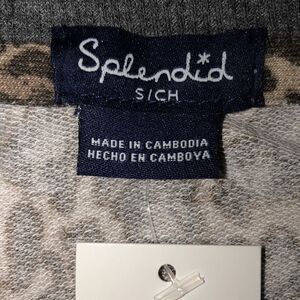 Splendid
S/CH
MADE IN CAMBODIA
HECHO EN CAMBOYA